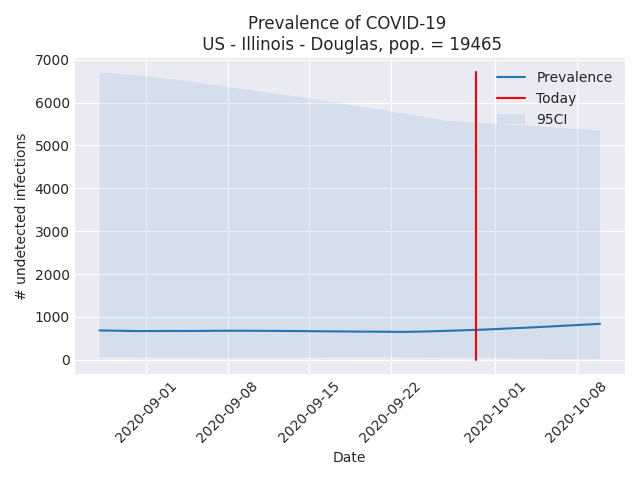 Prevalence of COVID-19
US - Illinois - Douglas, pop. = 19465
7000
6000
5000
4000
3000
2000
1000
0
# undetected infections
Prevalence
Today
95CI
2020-09-01
2020-09-08
2020-09-15
2020-09-22
2020-10-01
2020-10-08
Date